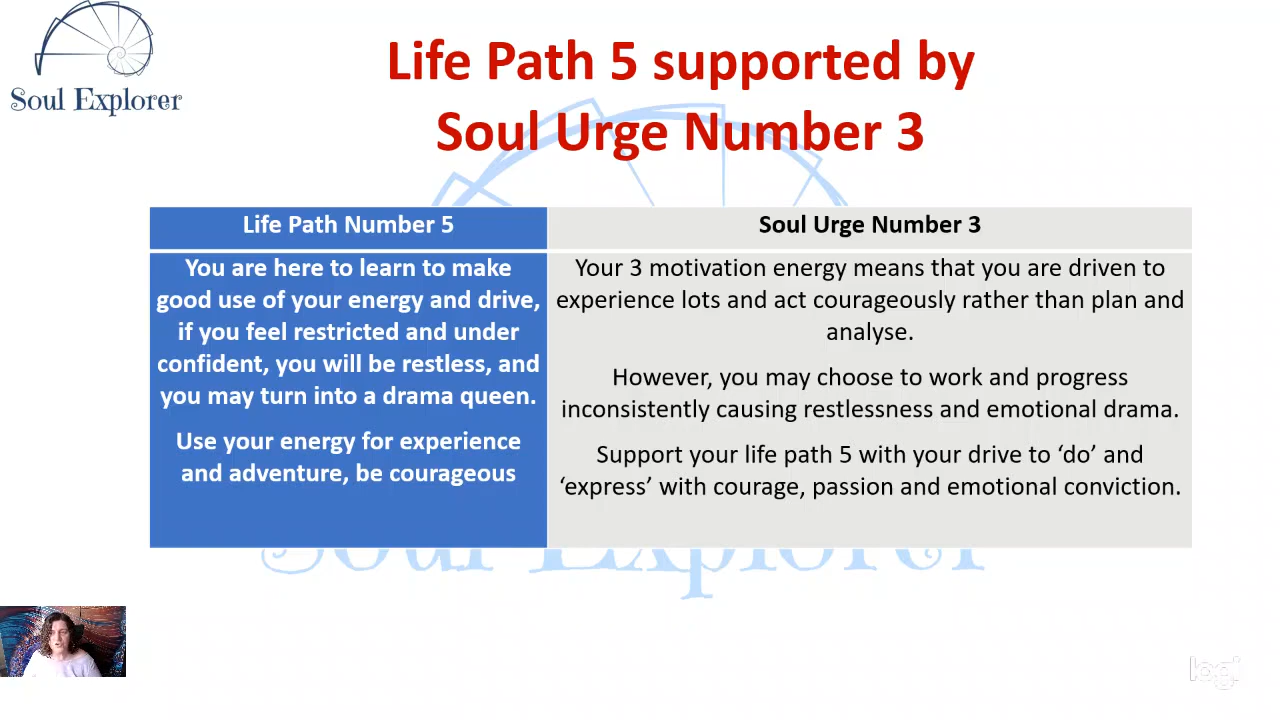 Soul Explorer
Life Path 5 supported by
Soul Urge Number 3
Life Path Number 5
You are here to learn to make
good use of your energy and drive,
if you feel restricted and under
confident, you will be restless, and
you may turn into a drama queen.
Use your energy for experience
and adventure, be courageous
Soul Urge Number 3
Your 3 motivation energy means that you are driven to
experience lots and act courageously rather than plan and
analyse.
However, you may choose to work and progress
inconsistently causing restlessness and emotional drama.
Support your life path 5 with your drive to ‘do’ and
‘express’ with courage, passion and emotional conviction.
Soul Explorer
logi